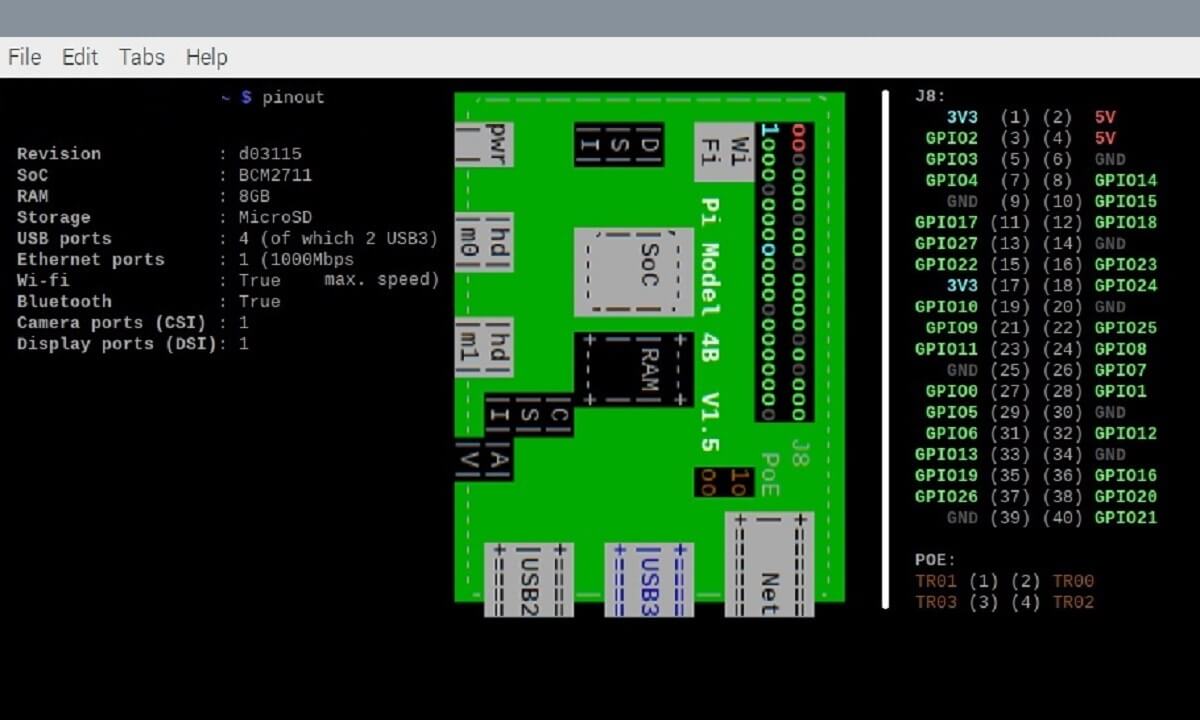 File Edit Tabs Help
~ $ pinout
Revision : d03115
SoC : BCM2711
RAM : 8GB
Storage : MicroSD
USB ports : 4 (of which 2 USB3)
Ethernet ports : 1 (1000Mbps
max. speed)
Wi-fi : True
Bluetooth : True
Camera ports (CSI) : 1
Display ports (DSI): 1
pwr
DSI
Wi
Fi
hd
m0
SoC
Pi Model 4B V1.5
hd
m1
RAM
CSI
AV
J8
PoE
USB2
USB3
Net
J8:
3V3 (1) (2) 5V
GPIO2 (3) (4) 5V
GPIO3 (5) (6) GND
GPIO4 (7) (8) GPIO14
GND (9) (10) GPIO15
GPIO17 (11) (12) GPIO18
GPIO27 (13) (14) GND
GPIO22 (15) (16) GPIO23
3V3 (17) (18) GPIO24
GPIO10 (19) (20) GND
GPIO9 (21) (22) GPIO25
GPIO11 (23) (24) GPIO8
GND (25) (26) GPIO7
GPIO0 (27) (28) GPIO1
GPIO5 (29) (30) GND
GPIO6 (31) (32) GPIO12
GPIO13 (33) (34) GND
GPIO19 (35) (36) GPIO16
GPIO26 (37) (38) GPIO20
GND (39) (40) GPIO21
POE:
TR01 (1) (2) TR00
TR03 (3) (4) TR02